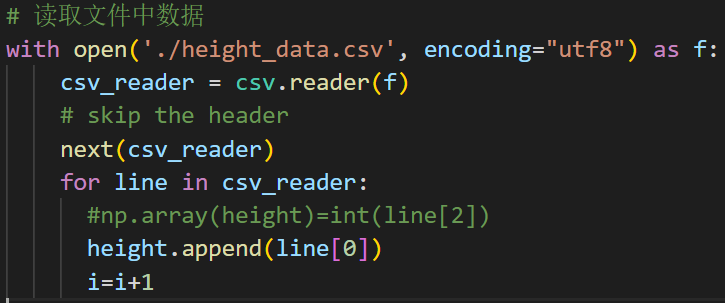 # 读取文件中数据
with open('./height_data.csv', encoding="utf8") as f:
    csv_reader = csv.reader(f)
    # skip the header
    next(csv_reader)
    for line in csv_reader:
      #np.array(height)=int(line[2])
      height.append(line[0])
      i=i+1